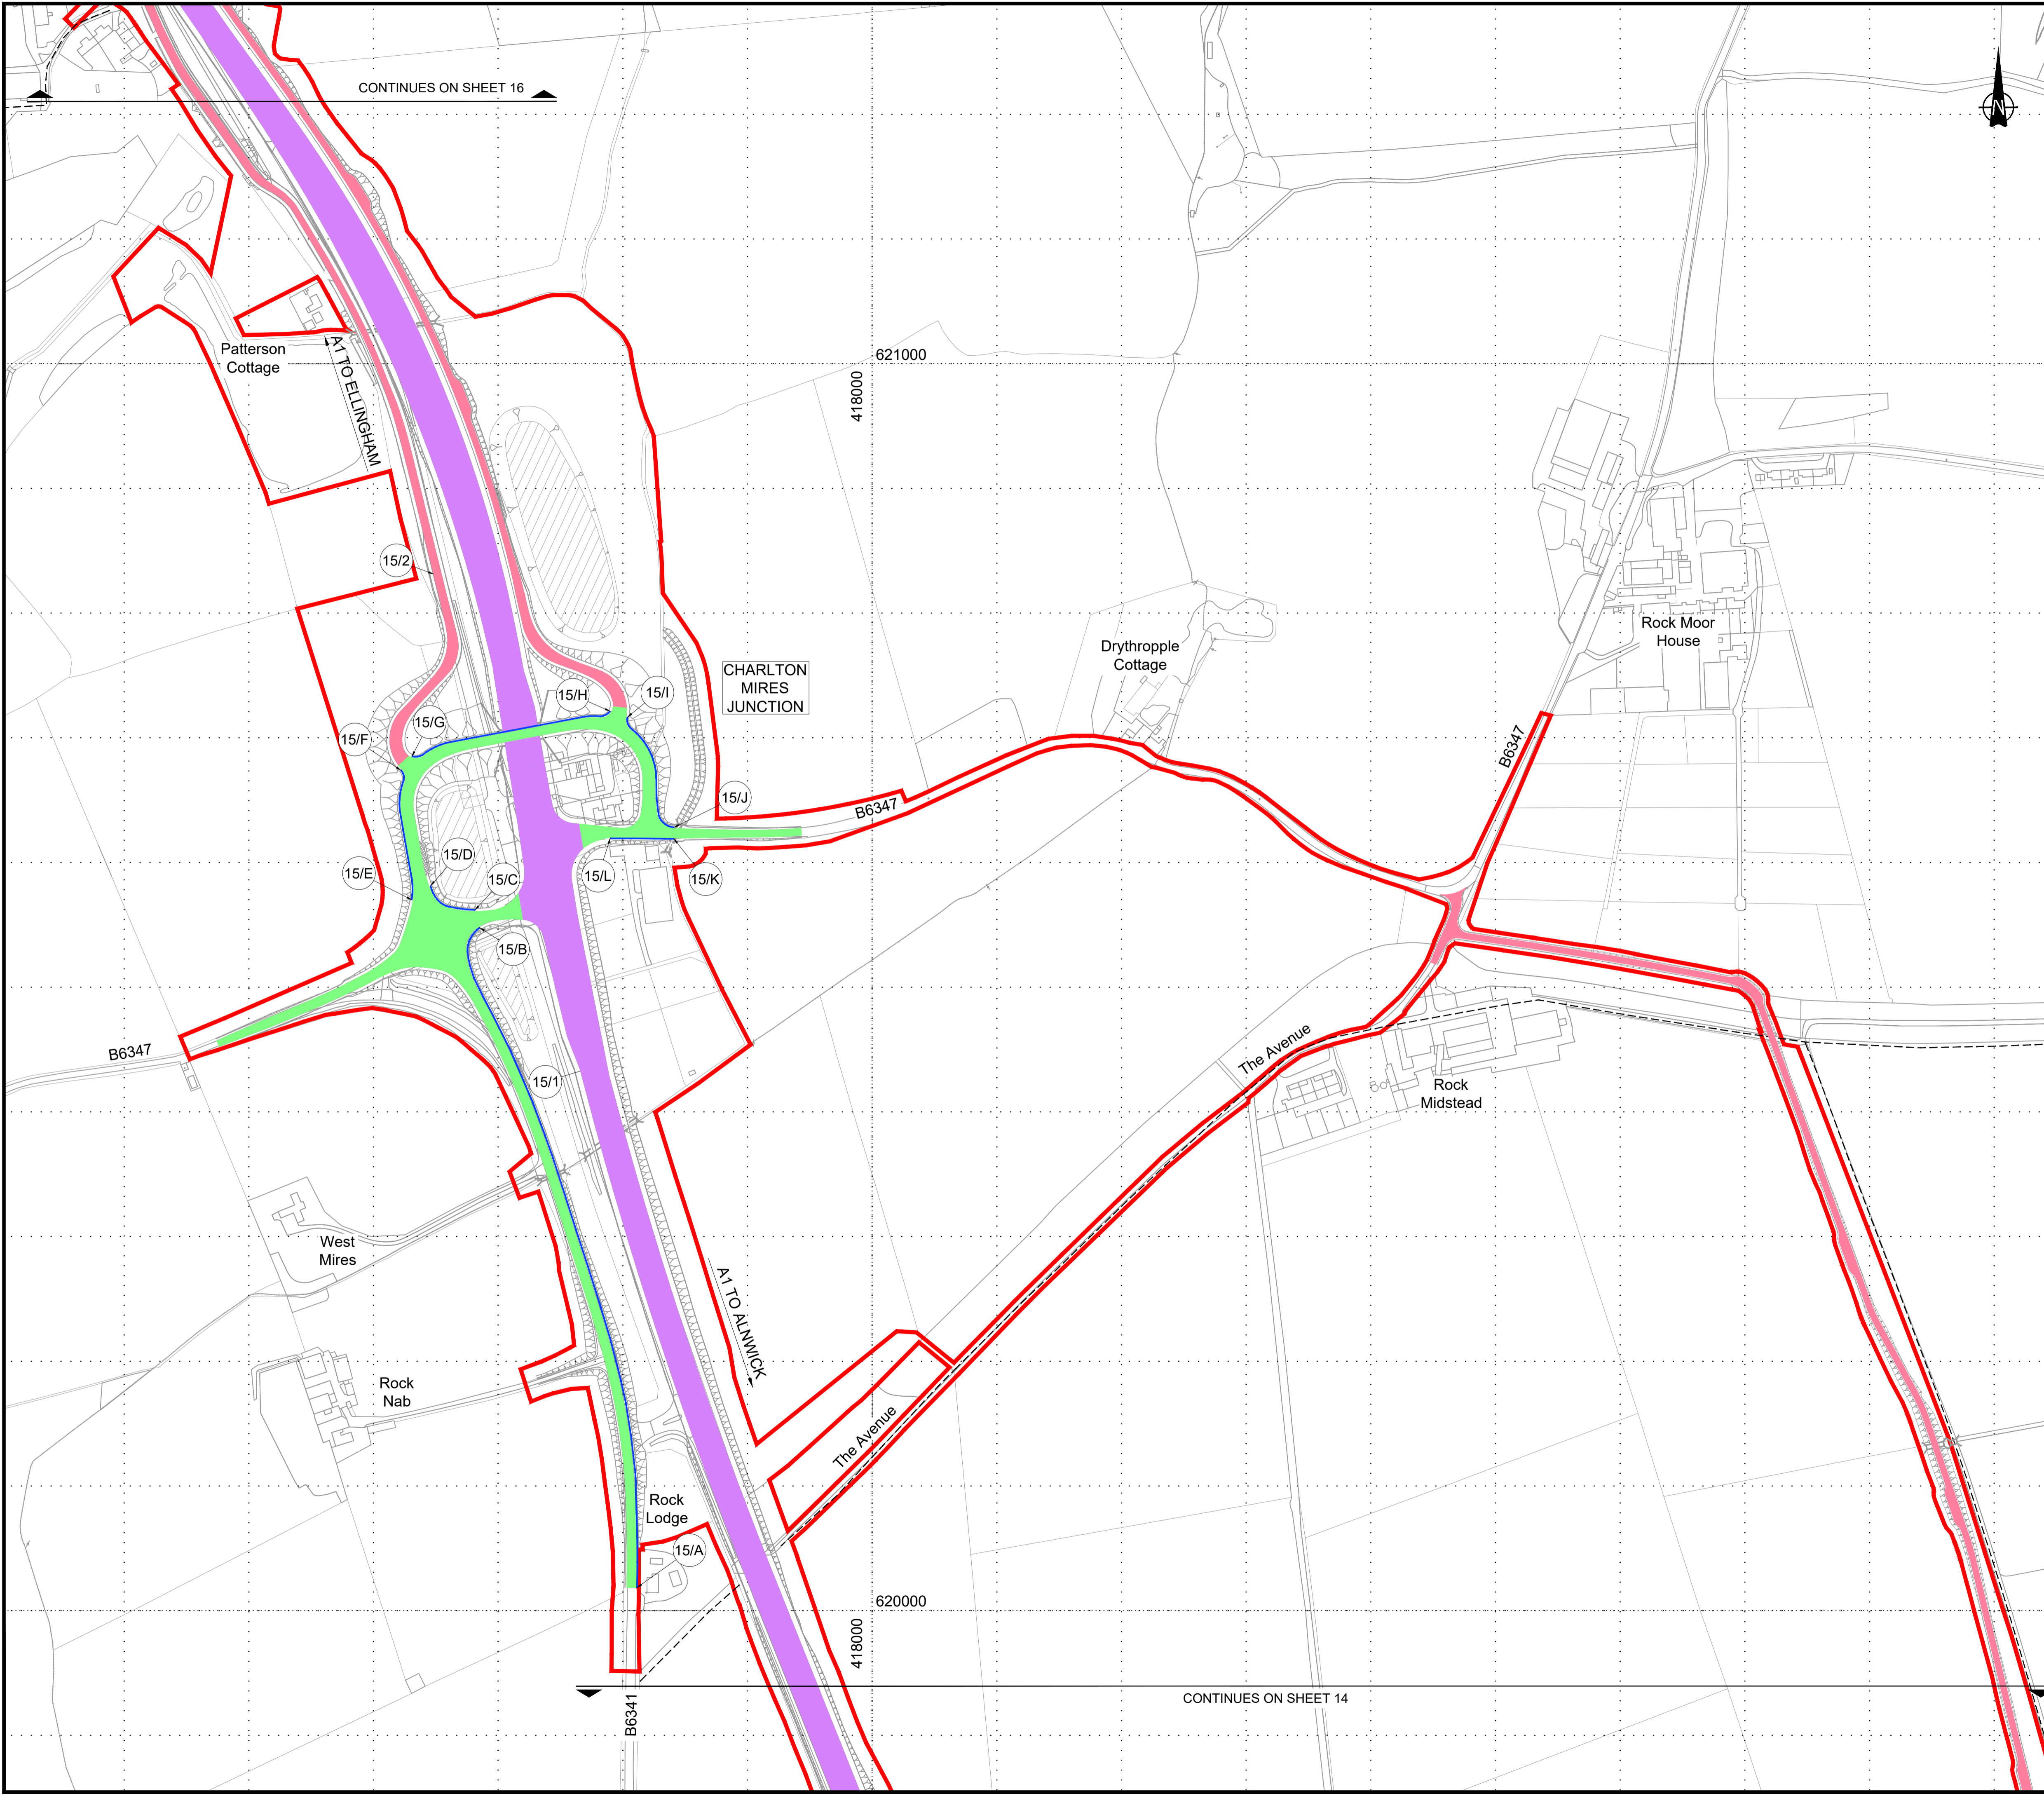 CONTINUES ON SHEET 16
N
Patterson
Cottage
A1 TO ELLINGHAM
621000
418000
15/2
CHARLTON
MIRES
JUNCTION
Drythropple
Cottage
Rock Moor
House
15/H
15/I
15/G
15/F
B6347
15/J
B6347
15/D
15/C
15/E
15/L
15/K
15/B
B6347
15/1
The Avenue
Rock
Midstead
West
Mires
A1 TO ALNWICK
Rock
Nab
The Avenue
Rock
Lodge
15/A
620000
418000
B6341
CONTINUES ON SHEET 14